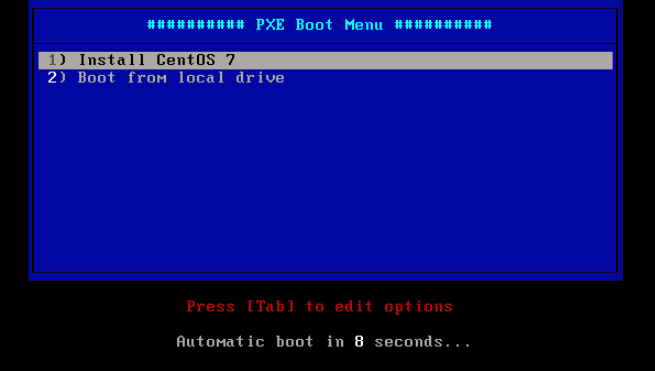 ########## PXE Boot Menu ##########
1) Install CentOS 7
2) Boot from local drive
Press [Tab] to edit options
Automatic boot in 8 seconds...